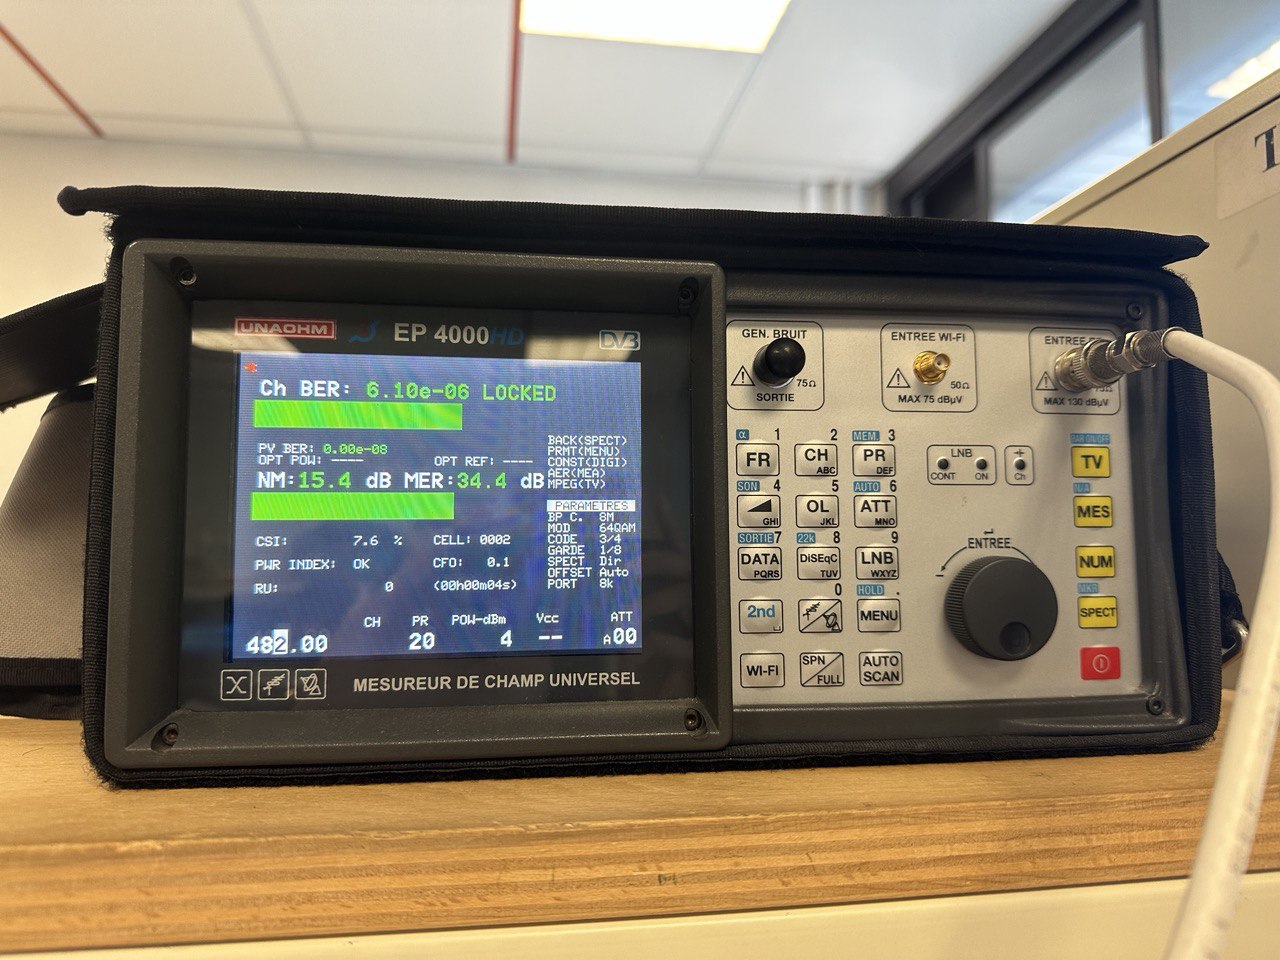 UNAOHM EP 4000HD DVB
Ch BER: 6.10e-06 LOCKED
PV BER: 0.00e-08
OPT POW: ---- OPT REF: ----
NM:15.4 dB MER:34.4 dB
BACK(SPECT)
PRMT(MENU)
CONST(DIGI)
AER(MEA)
MPEG(TV)
CSI: 7.6 % CELL: 0002
PWR INDEX: OK CFO: 0.1
RU: 0 (00h00m04s)
PARAMETRES
BP C. 8M
MOD 64QAM
CODE 3/4
GARDE 1/8
SPECT Dir
OFFSET Auto
PORT 8k
CH PR POW-dBm Vcc ATT
482.00 20 4 -- A00
MESUREUR DE CHAMP UNIVERSEL
GEN. BRUIT
75Ω
SORTIE
ENTREE WI-FI
50Ω
MAX 75 dBµV
ENTREE
75Ω
MAX 130 dBµV
α 1 2 MEM. 3
FR CH ABC PR DEF
SON 4 5 AUTO 6
GHI OL JKL ATT MNO
SORTIE 7 22k 8 9
DATA PQRS DiSEqC TUV LNB WXYZ
0 HOLD .
2nd MENU
WI-FI SPN/FULL AUTO SCAN
LNB
CONT ON Ch
ENTREE
BAR ON/OFF
TV
MES
NUM
SPECT
T